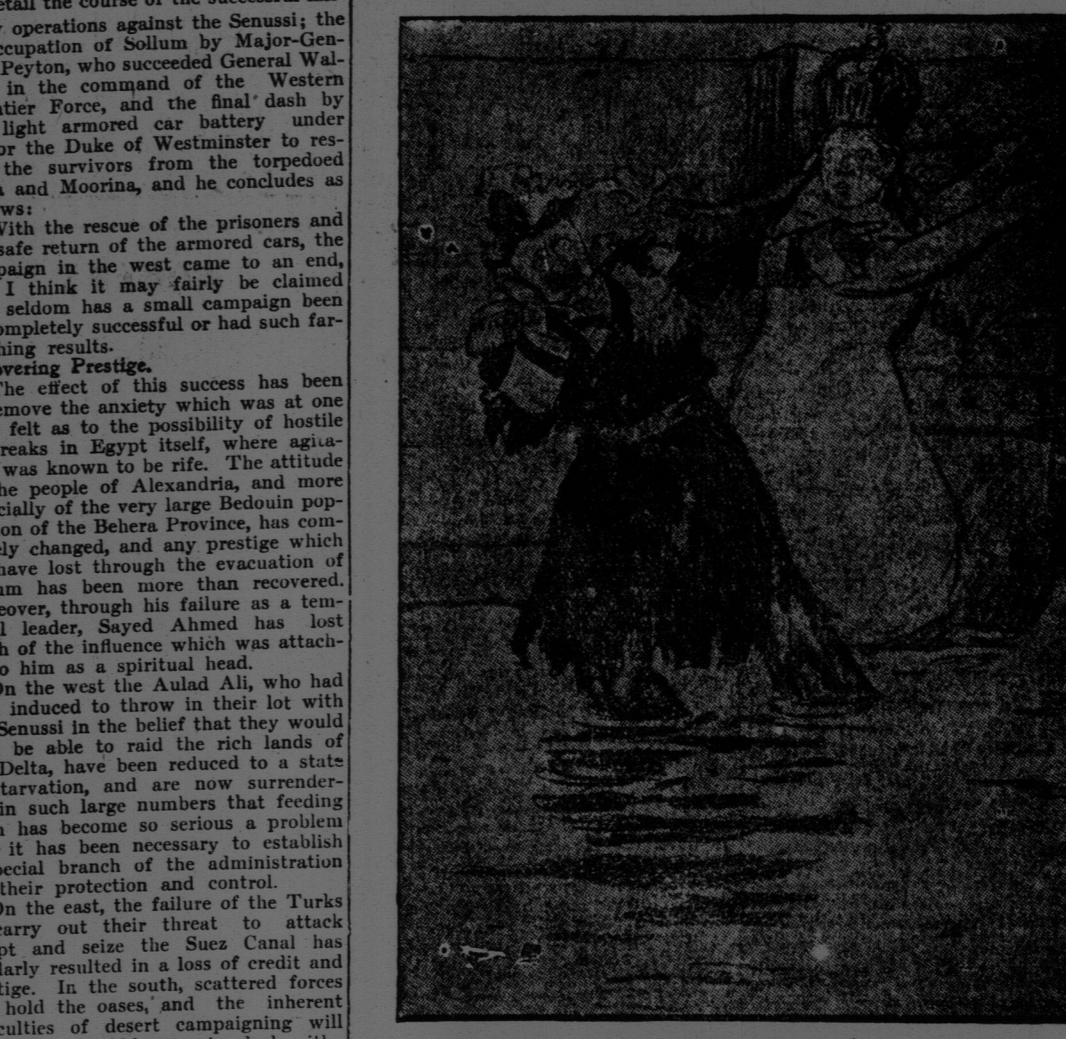 etail the course of the successful
operations against the Senussi; the
ccupation of Sollum by Major-Gen-
Peyton, who succeeded General Wal-
in the command of the Western
ntier Force, and the final dash by
light armored car battery under
or the Duke of Westminster to res-
the survivors from the torpedoed
and Moorina, and he concludes as
ws:
With the rescue of the prisoners and
safe return of the armored cars, the
paign in the west came to an end,
I think it may fairly be claimed
seldom has a small campaign been
ompletely successful or had such far-
hing results.
overing Prestige.
The effect of this success has been
emove the anxiety which was at one
felt as to the possibility of hostile
reaks in Egypt itself, where agita-
was known to be rife. The attitude
he people of Alexandria, and more
cially of the very large Bedouin pop-
on of the Behera Province, has com-
ely changed, and any prestige which
have lost through the evacuation of
um has been more than recovered.
eover, through his failure as a tem-
l leader, Sayed Ahmed has lost
h of the influence which was attach-
o him as a spiritual head.
On the west the Aulad Ali, who had
induced to throw in their lot with
Senussi in the belief that they would
be able to raid the rich lands of
Delta, have been reduced to a state
tarvation, and are now surrender-
in such large numbers that feeding
has become so serious a problem
it has been necessary to establish
pecial branch of the administration
their protection and control.
On the east, the failure of the Turks
carry out their threat to attack
pt and seize the Suez Canal has
larly resulted in a loss of credit and
tige. In the south, scattered forces
hold the oases, and the inherent
culties of desert campaigning will